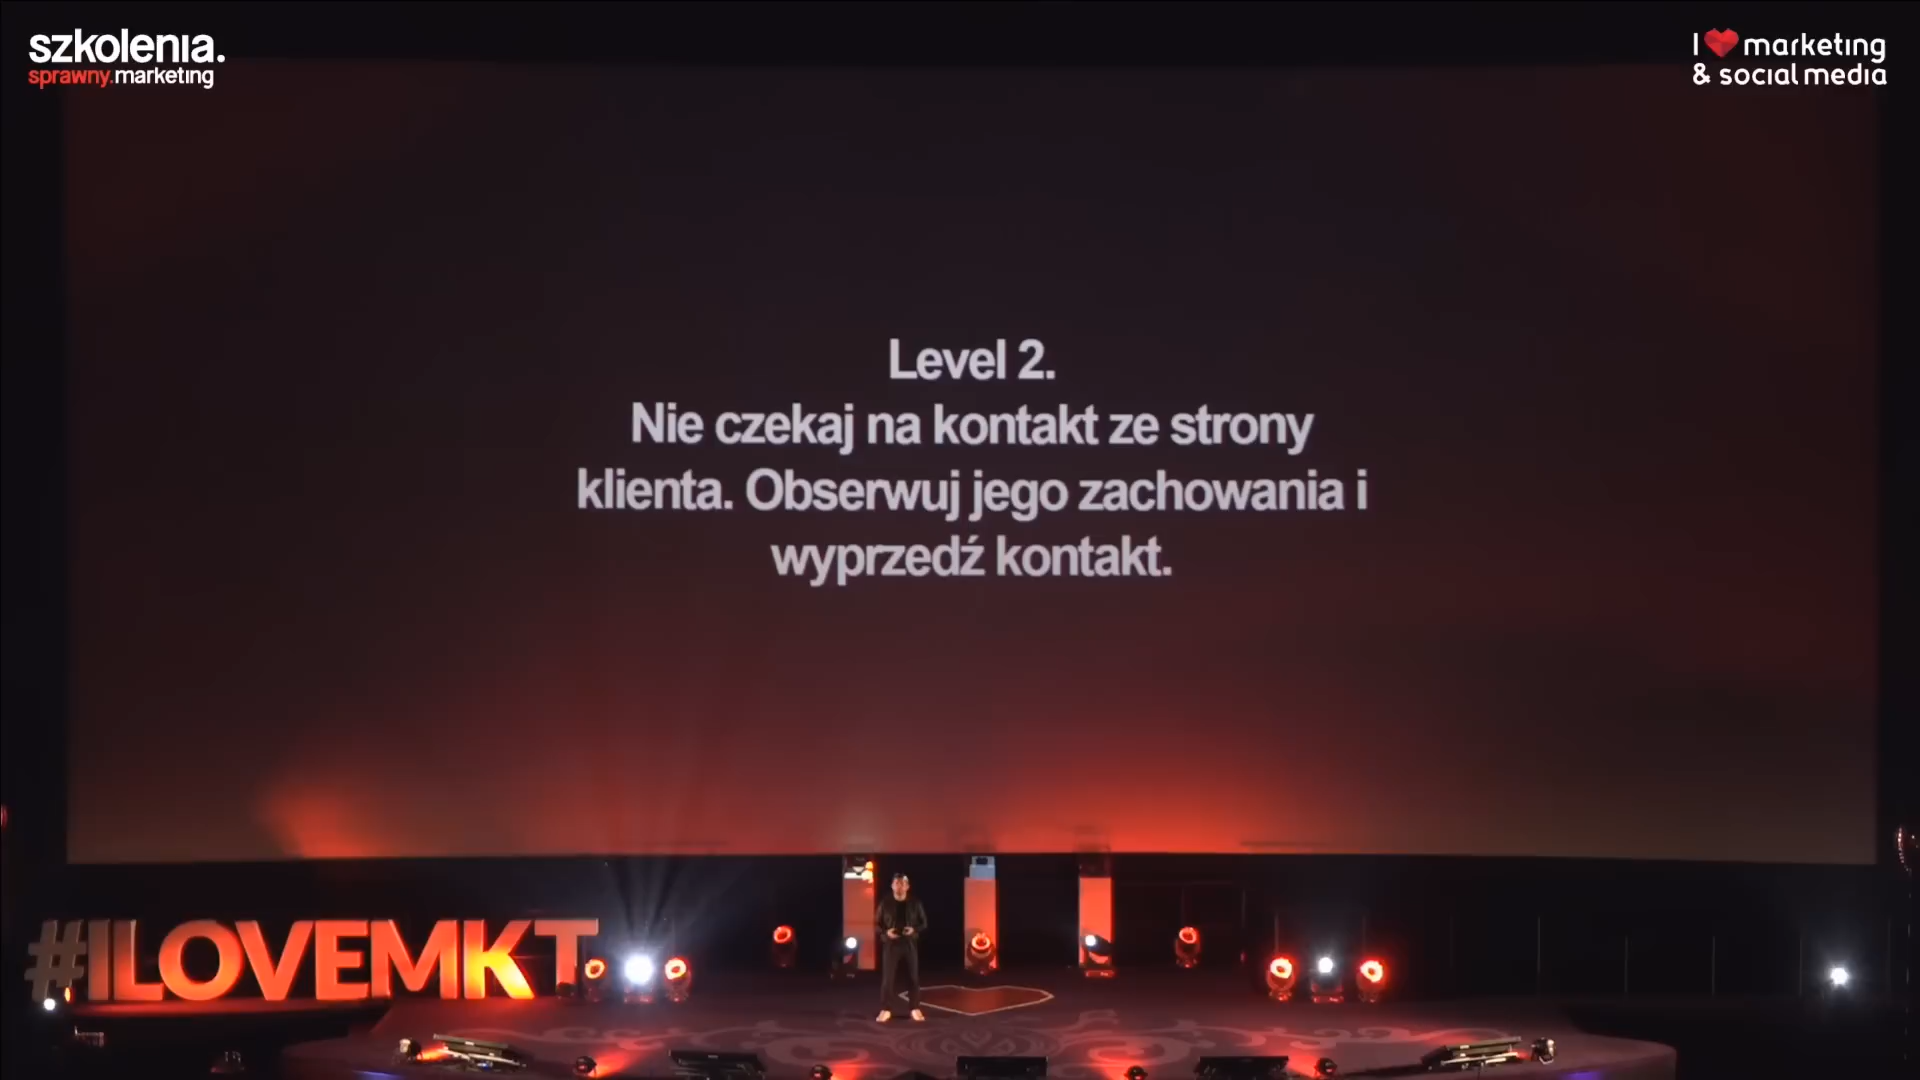 szkolenia.
sprawny.marketing
I marketing
& social media
Level 2.
Nie czekaj na kontakt ze strony
klienta. Obserwuj jego zachowania i
wyprzedź kontakt.
#ILOVEMKT